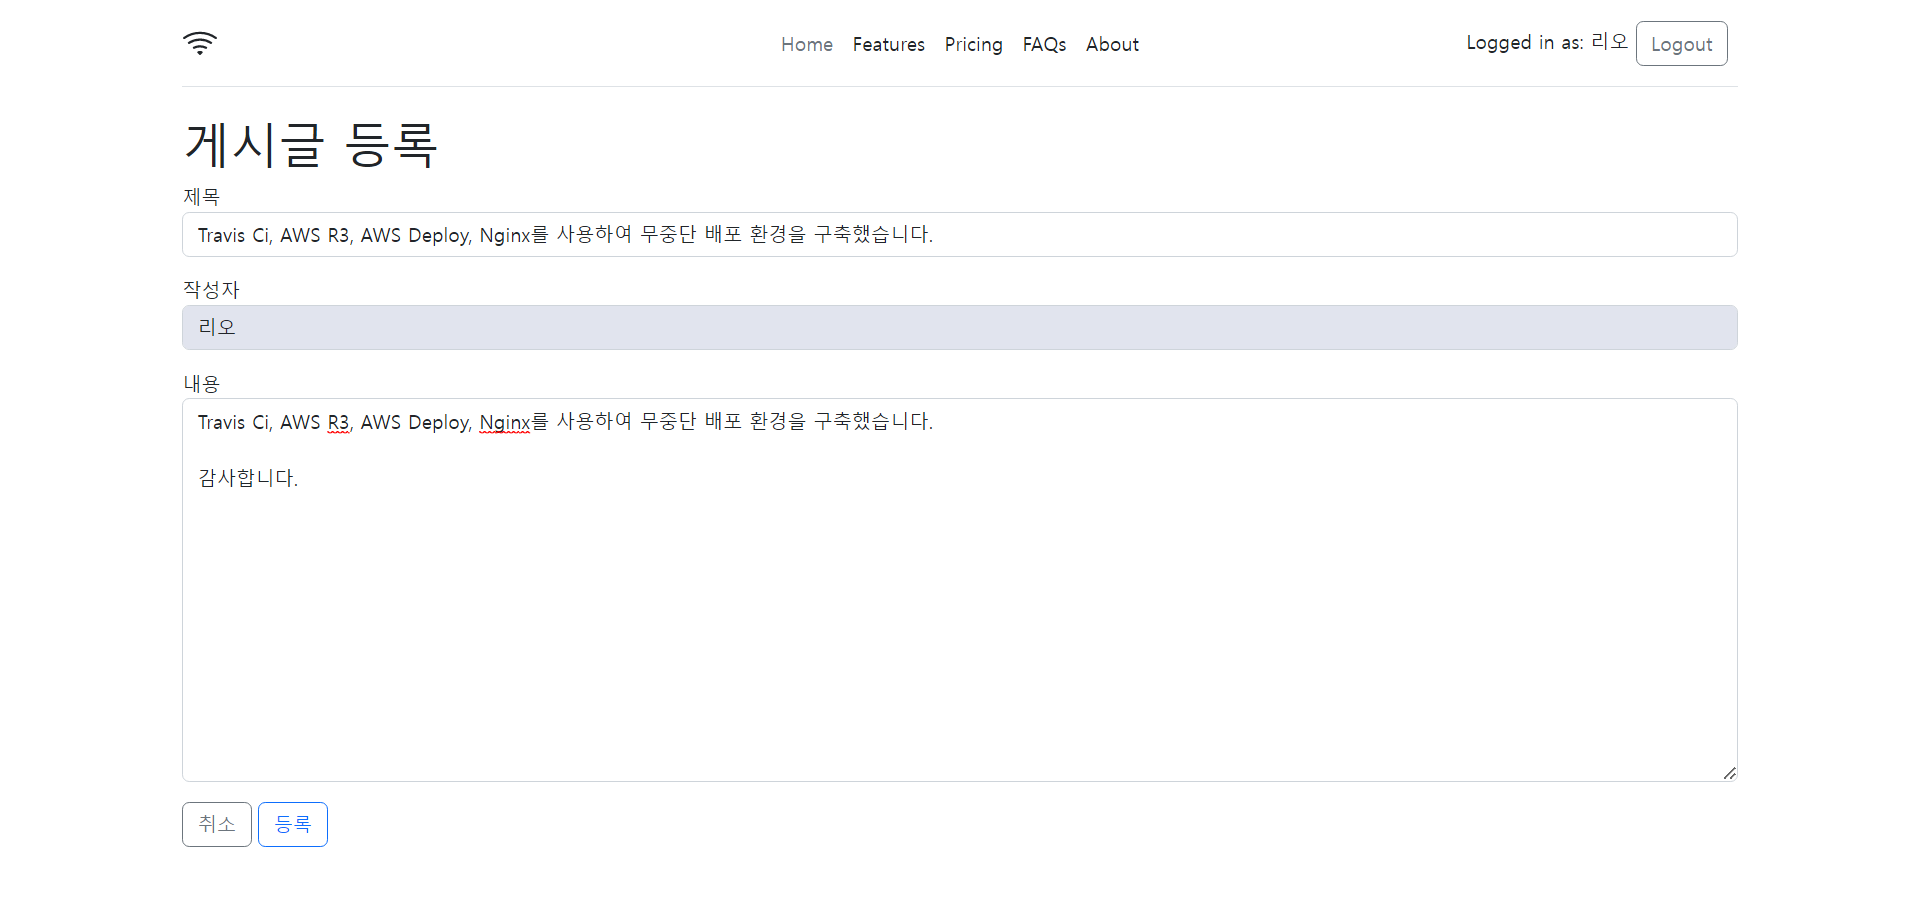 Home Features Pricing FAQs About Logged in as: 리오 Logout
게시글 등록
제목
Travis Ci, AWS R3, AWS Deploy, Nginx를 사용하여 무중단 배포 환경을 구축했습니다.
작성자
리오
내용
Travis Ci, AWS R3, AWS Deploy, Nginx를 사용하여 무중단 배포 환경을 구축했습니다.
감사합니다.
취소 등록